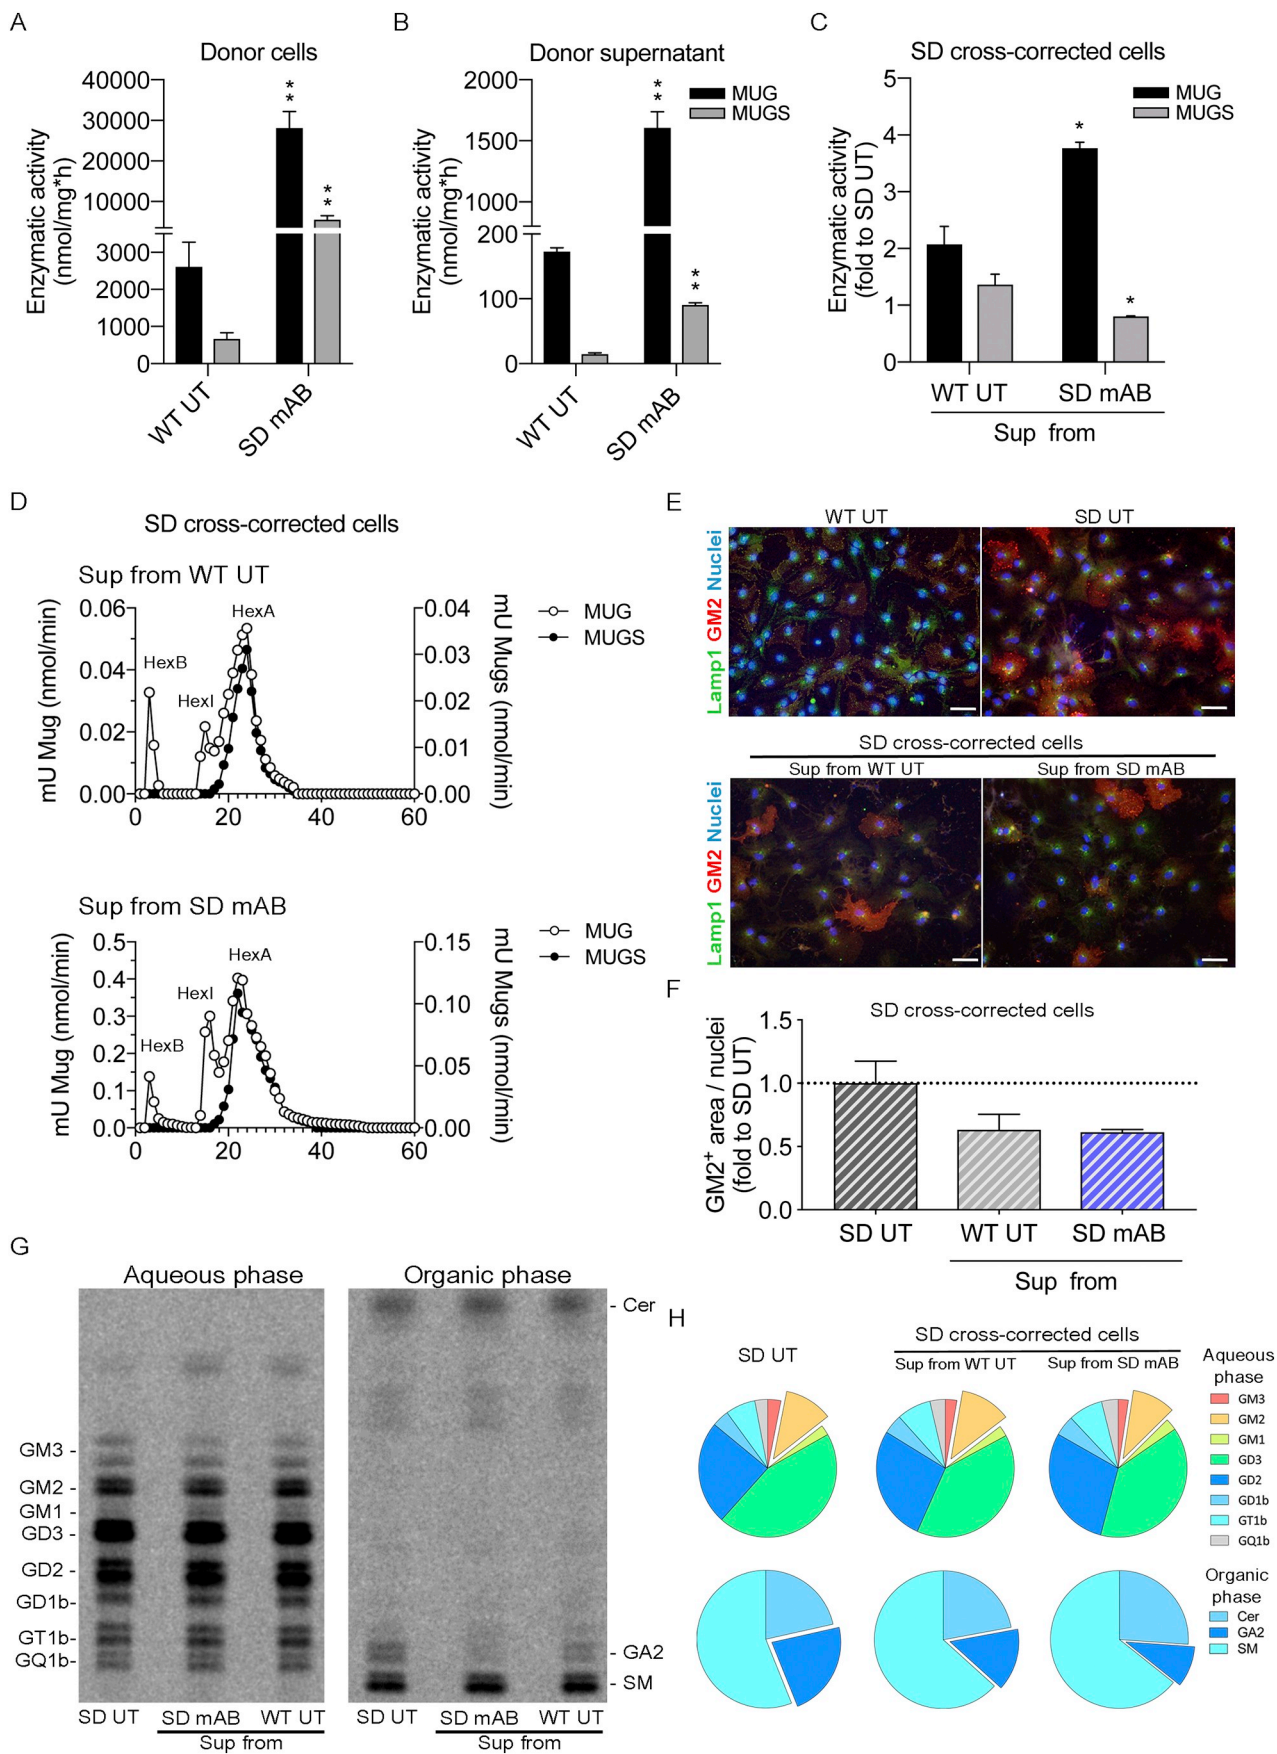 A
Donor cells
Enzymatic activity
(nmol/mg*h)
40000
30000
20000
10000
3000
2000
1000
0
**
**
WT UT
SD mAB
B
Donor supernatant
Enzymatic activity
(nmol/mg*h)
2000
1500
1000
200
100
0
**
**
MUG
MUGS
WT UT
SD mAB
C
SD cross-corrected cells
Enzymatic activity
(fold to SD UT)
5
4
3
2
1
0
*
*
MUG
MUGS
WT UT
SD mAB
Sup from
D
SD cross-corrected cells
Sup from WT UT
mU Mug (nmol/min)
0.06
0.04
0.02
0.00
HexB
HexI
HexA
0.04
0.03
0.02
0.01
0.00
mU Mugs (nmol/min)
0 20 40 60
MUG
MUGS
Sup from SD mAB
mU Mug (nmol/min)
0.5
0.4
0.3
0.2
0.1
0.0
HexB
HexI
HexA
0.15
0.10
0.05
0.00
mU Mugs (nmol/min)
0 20 40 60
MUG
MUGS
E
WT UT
SD UT
Lamp1 GM2 Nuclei
SD cross-corrected cells
Sup from WT UT
Sup from SD mAB
Lamp1 GM2 Nuclei
F
SD cross-corrected cells
GM2+ area / nuclei
(fold to SD UT)
1.5
1.0
0.5
0.0
SD UT
WT UT
SD mAB
Sup from
G
Aqueous phase
Organic phase
GM3 -
GM2 -
GM1 -
GD3 -
GD2 -
GD1b-
GT1b-
GQ1b-
- Cer
- GA2
- SM
SD UT
SD mAB
WT UT
Sup from
SD UT
SD mAB
WT UT
Sup from
H
SD UT
SD cross-corrected cells
Sup from WT UT
Sup from SD mAB
Aqueous
phase
GM3
GM2
GM1
GD3
GD2
GD1b
GT1b
GQ1b
Organic
phase
Cer
GA2
SM